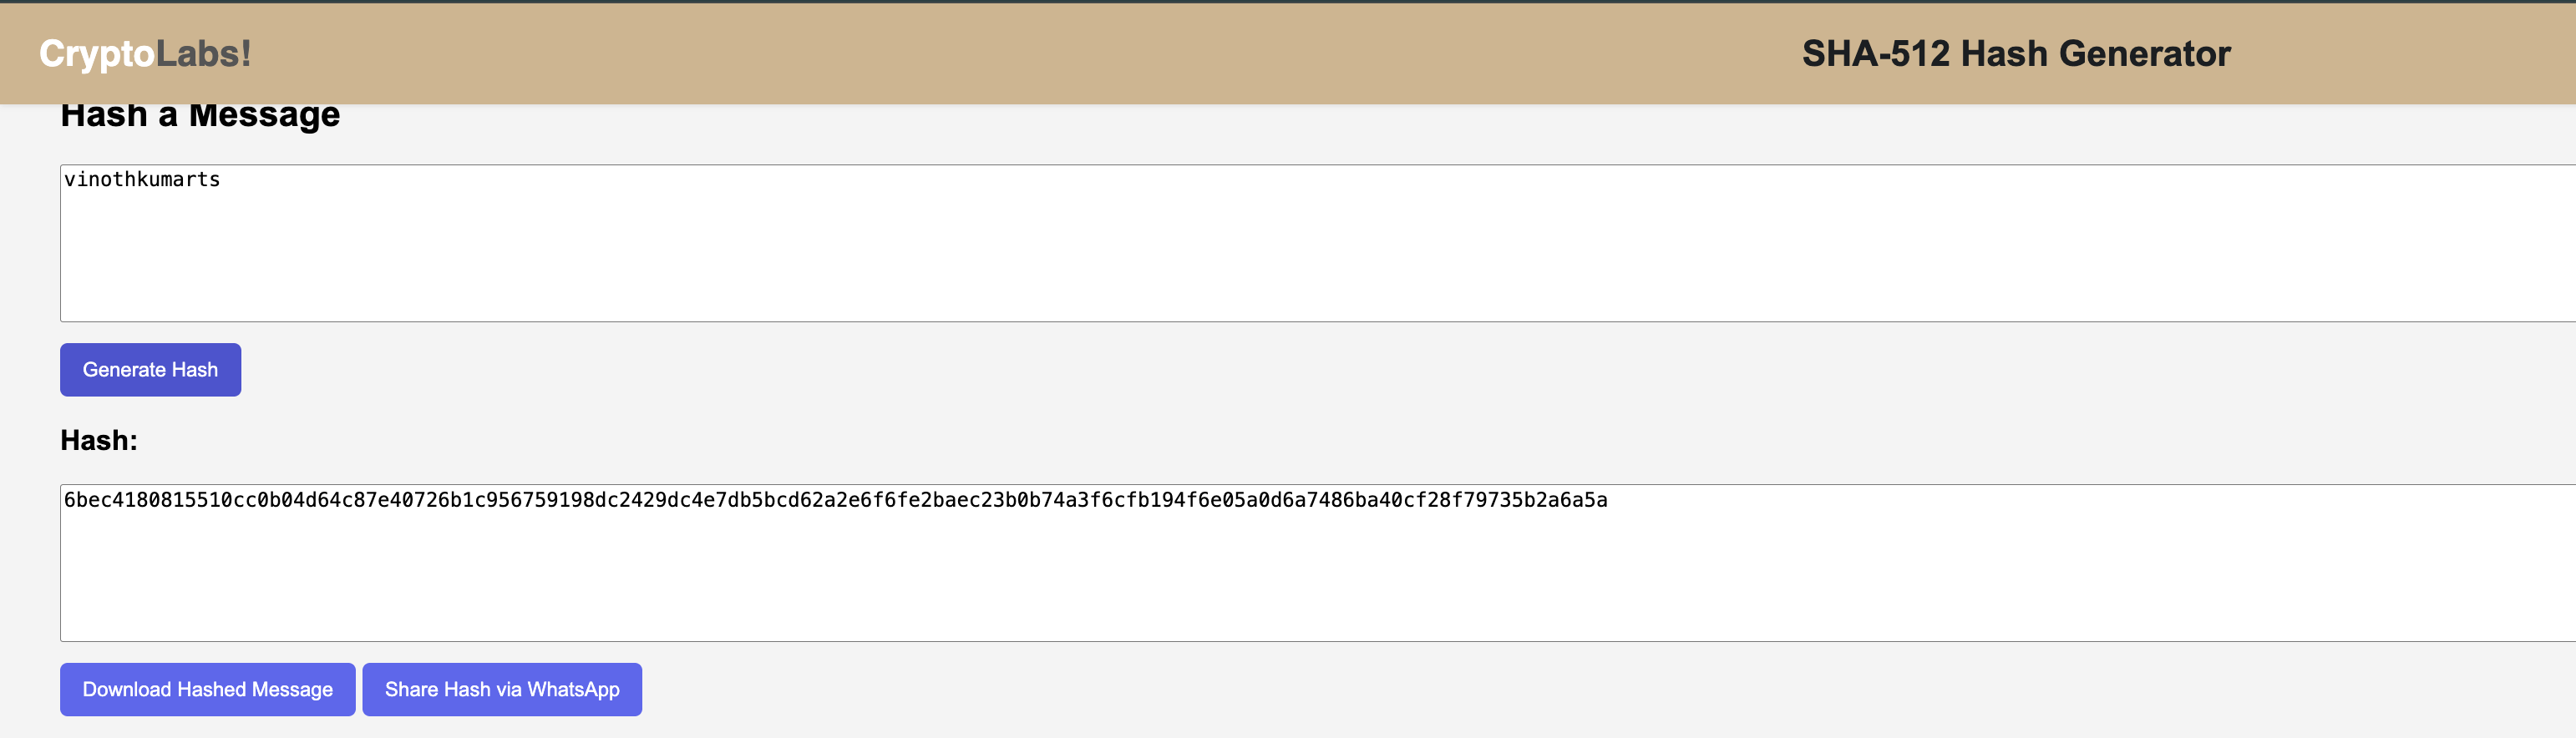 CryptoLabs!
SHA-512 Hash Generator
Hash a Message
vinothkumarts
Generate Hash
Hash:
6bec4180815510cc0b04d64c87e40726b1c956759198dc2429dc4e7db5bcd62a2e6f6fe2baec23b0b74a3f6cfb194f6e05a0d6a7486ba40cf28f79735b2a6a5a
Download Hashed Message
Share Hash via WhatsApp